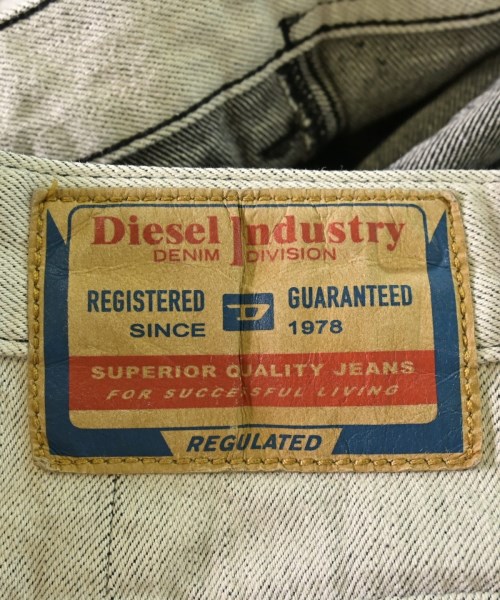 Diesel Industry
DENIM DIVISION
REGISTERED D GUARANTEED
SINCE 1978
SUPERIOR QUALITY JEANS
FOR SUCCESSFUL LIVING
REGULATED